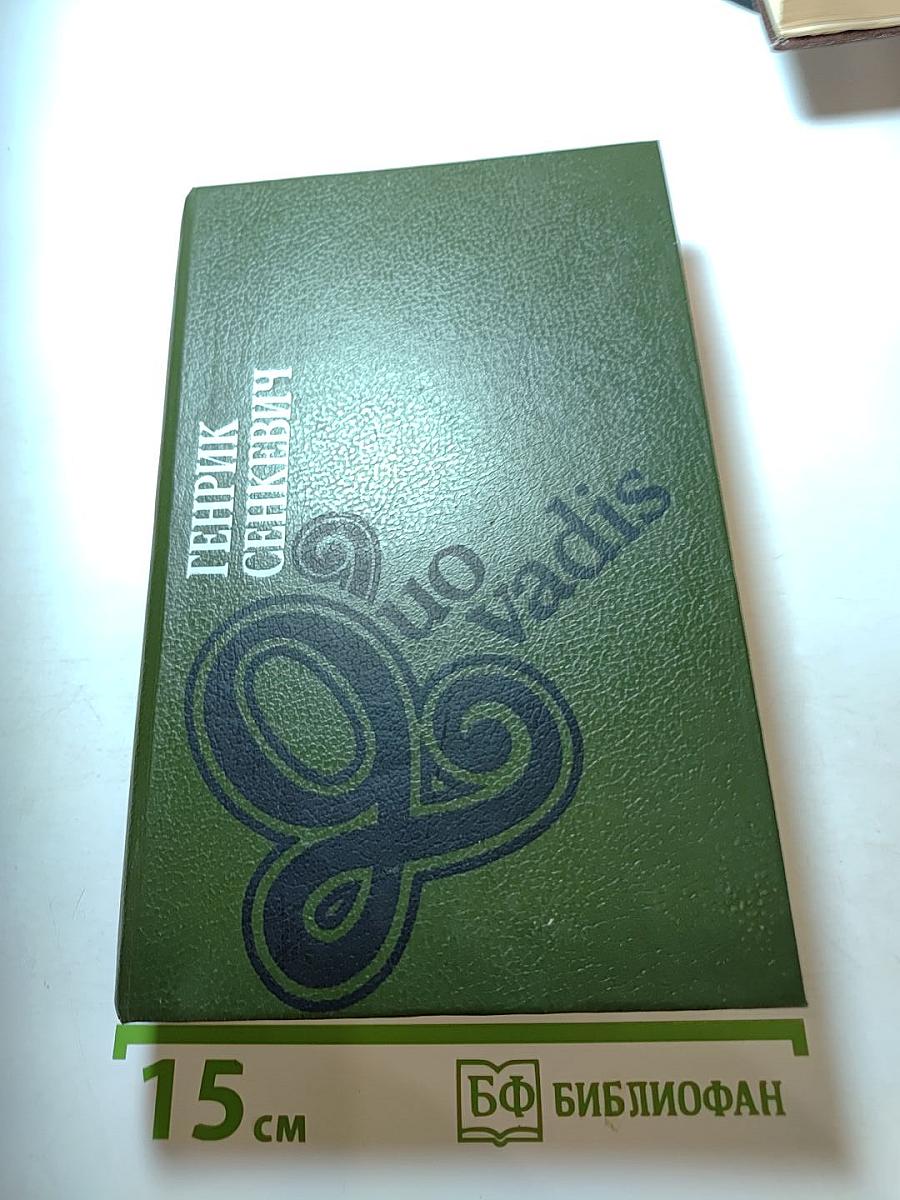 ГЕНРИК
СЕНКЕВИЧ
Quo
vadis
15 см
БФ БИБЛИОФАН